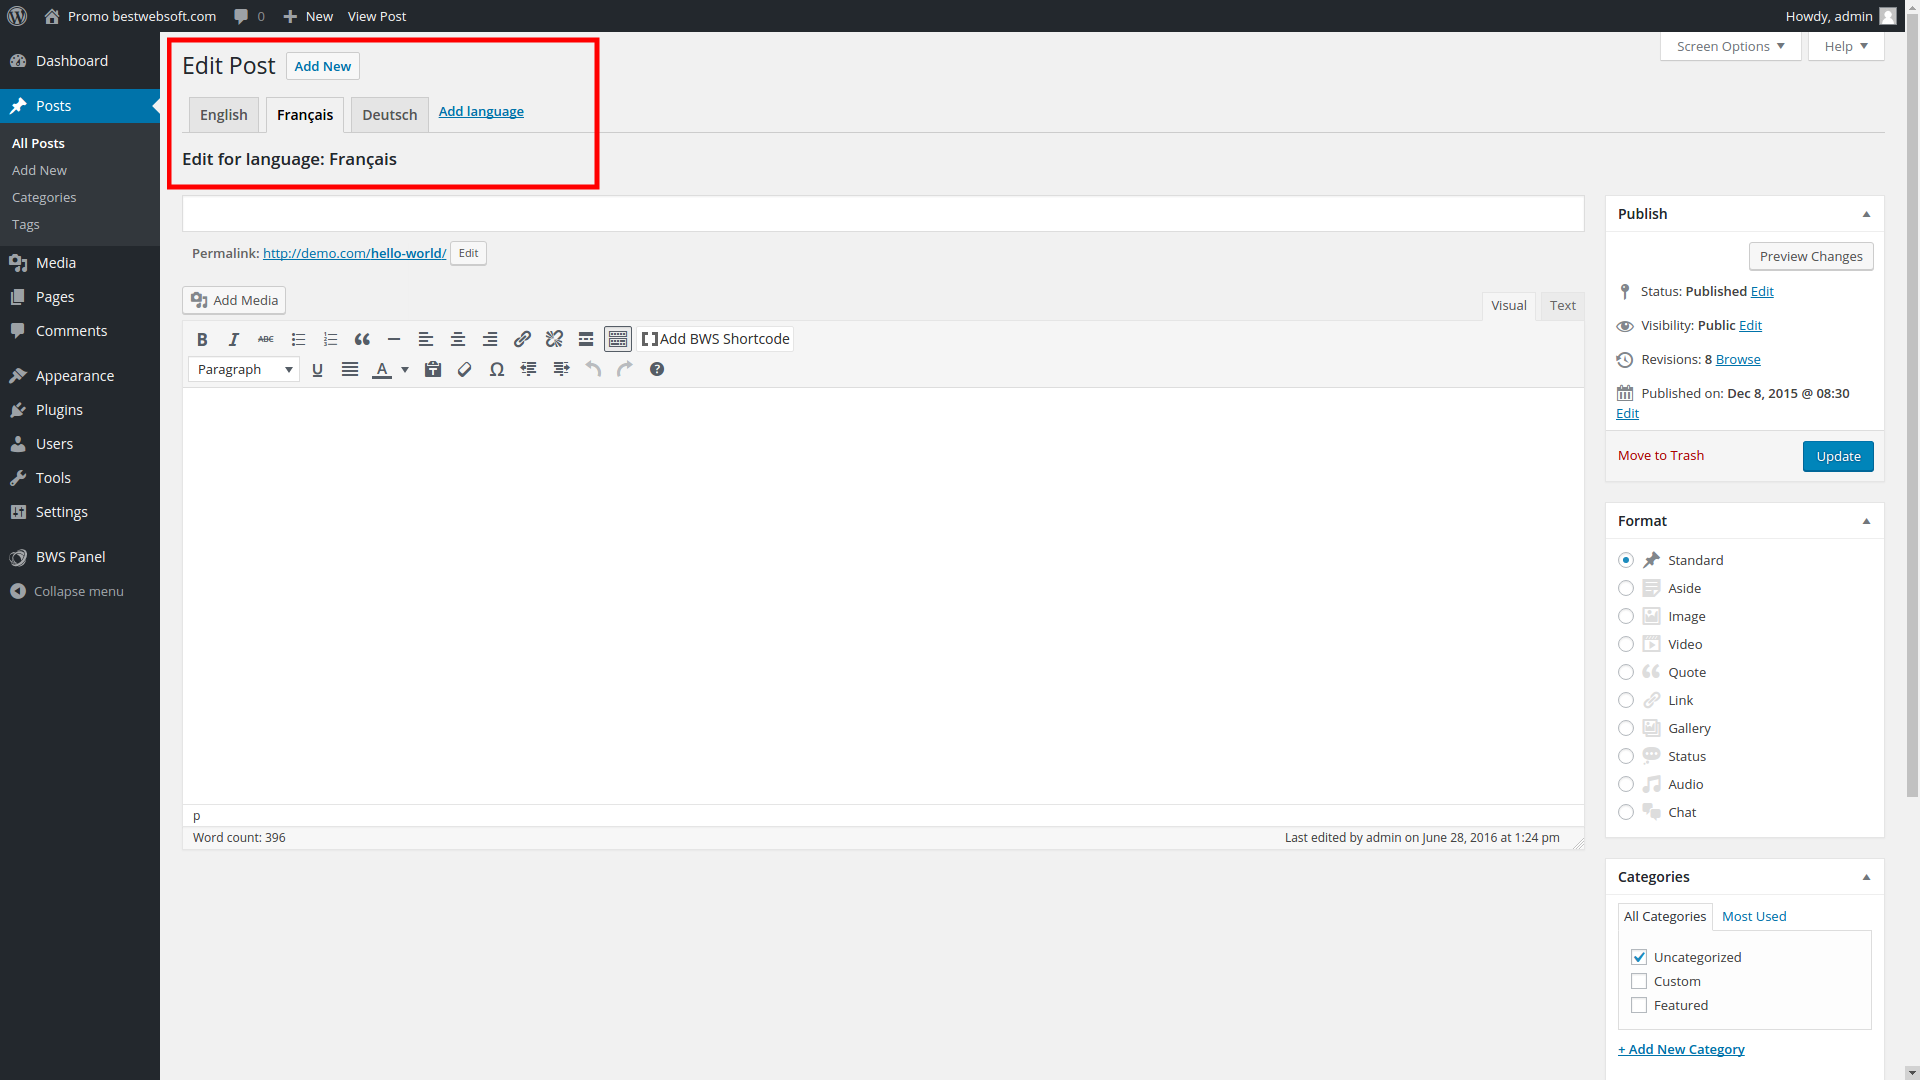 Promo bestwebsoft.com 0 New View Post Howdy, admin
Screen Options Help
Dashboard
Posts
All Posts
Add New
Categories
Tags
Media
Pages
Comments
Appearance
Plugins
Users
Tools
Settings
BWS Panel
Collapse menu
Edit Post Add New
English Français Deutsch Add language
Edit for language: Français
Permalink: http://demo.com/hello-world/ Edit
Add Media
Visual Text
B I ABC Add BWS Shortcode
Paragraph U A Ω
p
Word count: 396 Last edited by admin on June 28, 2016 at 1:24 pm
Publish
Preview Changes
Status: Published Edit
Visibility: Public Edit
Revisions: 8 Browse
Published on: Dec 8, 2015 @ 08:30
Edit
Move to Trash Update
Format
Standard
Aside
Image
Video
Quote
Link
Gallery
Status
Audio
Chat
Categories
All Categories Most Used
Uncategorized
Custom
Featured
+ Add New Category